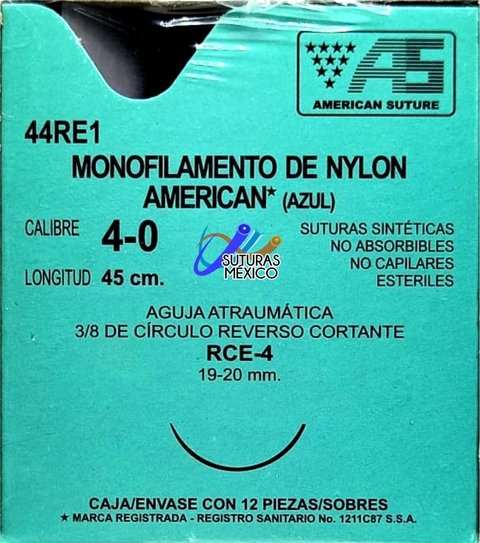 AS
AMERICAN SUTURE
44RE1
MONOFILAMENTO DE NYLON
AMERICAN★ (AZUL)
CALIBRE 4-0
LONGITUD 45 cm.
SUTURAS SINTÉTICAS
NO ABSORBIBLES
NO CAPILARES
ESTERILES
SUTURAS
MÉXICO
AGUJA ATRAUMÁTICA
3/8 DE CÍRCULO REVERSO CORTANTE
RCE-4
19-20 mm.
CAJA/ENVASE CON 12 PIEZAS/SOBRES
★ MARCA REGISTRADA - REGISTRO SANITARIO No. 1211C87 S.S.A.